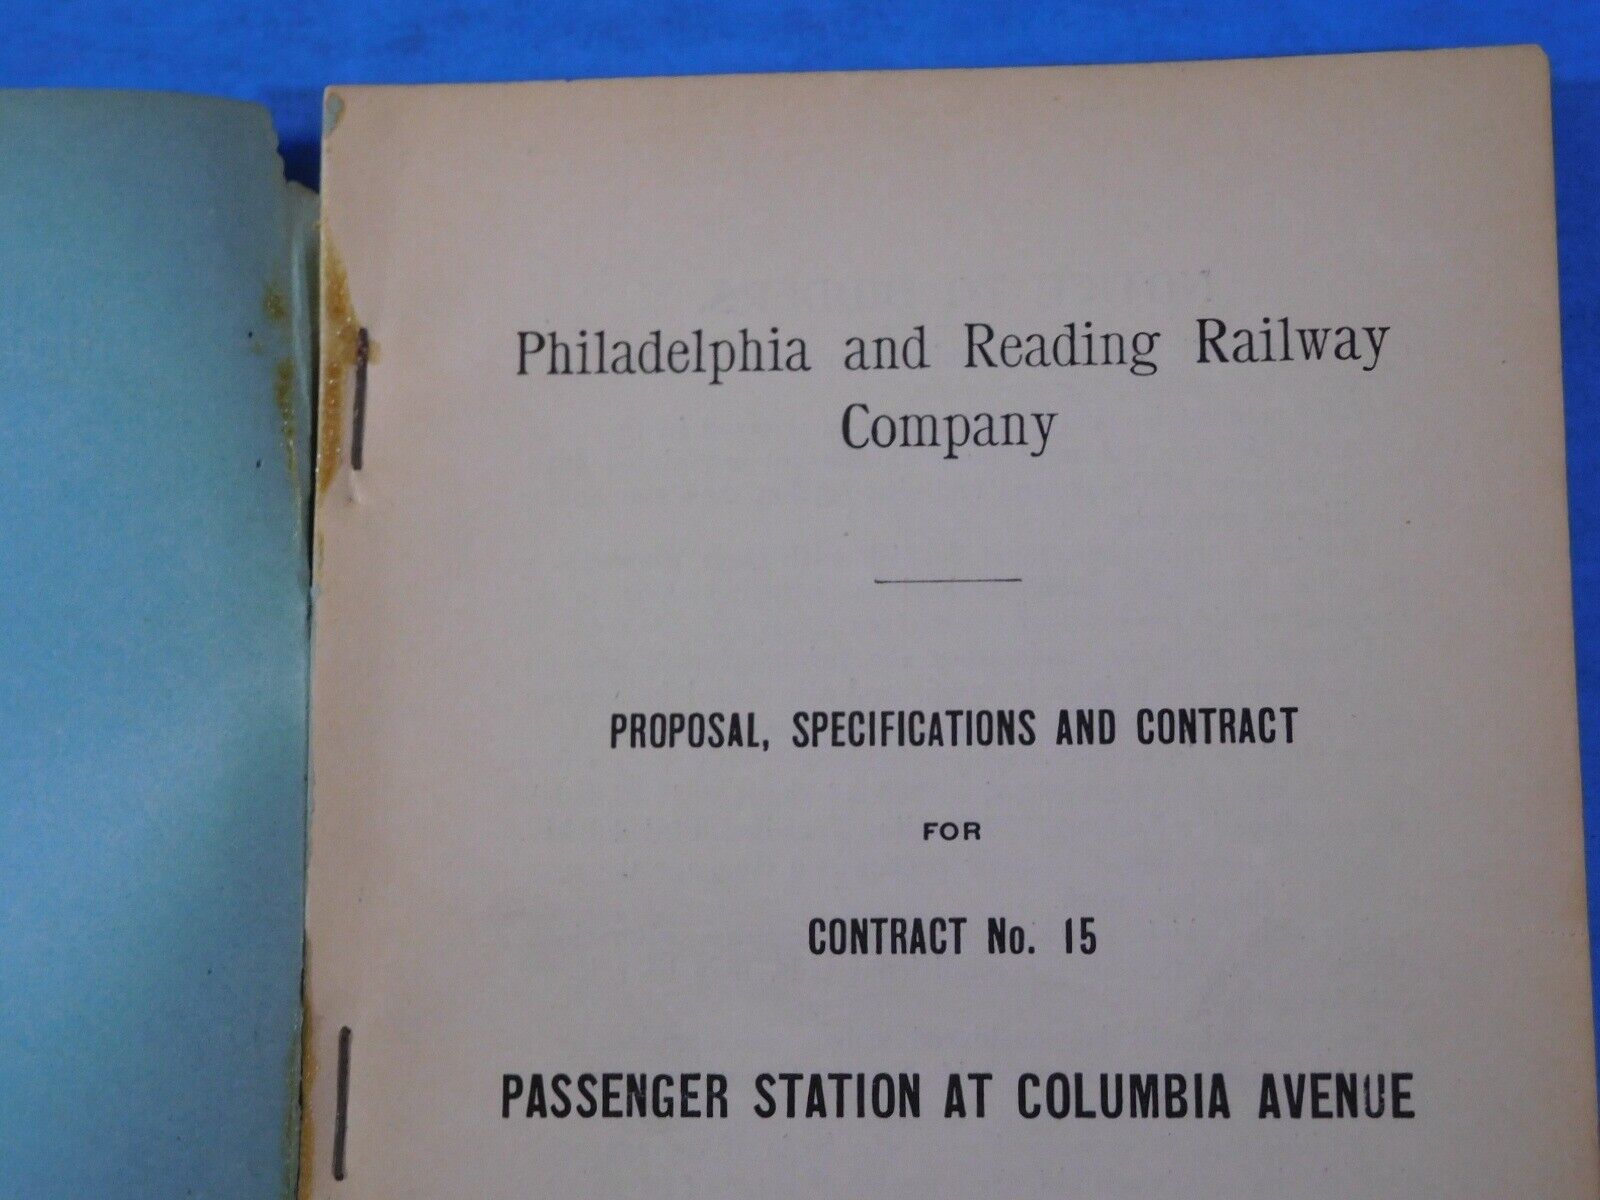 Philadelphia and Reading Railway
Company
PROPOSAL, SPECIFICATIONS AND CONTRACT
FOR
CONTRACT No. 15
PASSENGER STATION AT COLUMBIA AVENUE